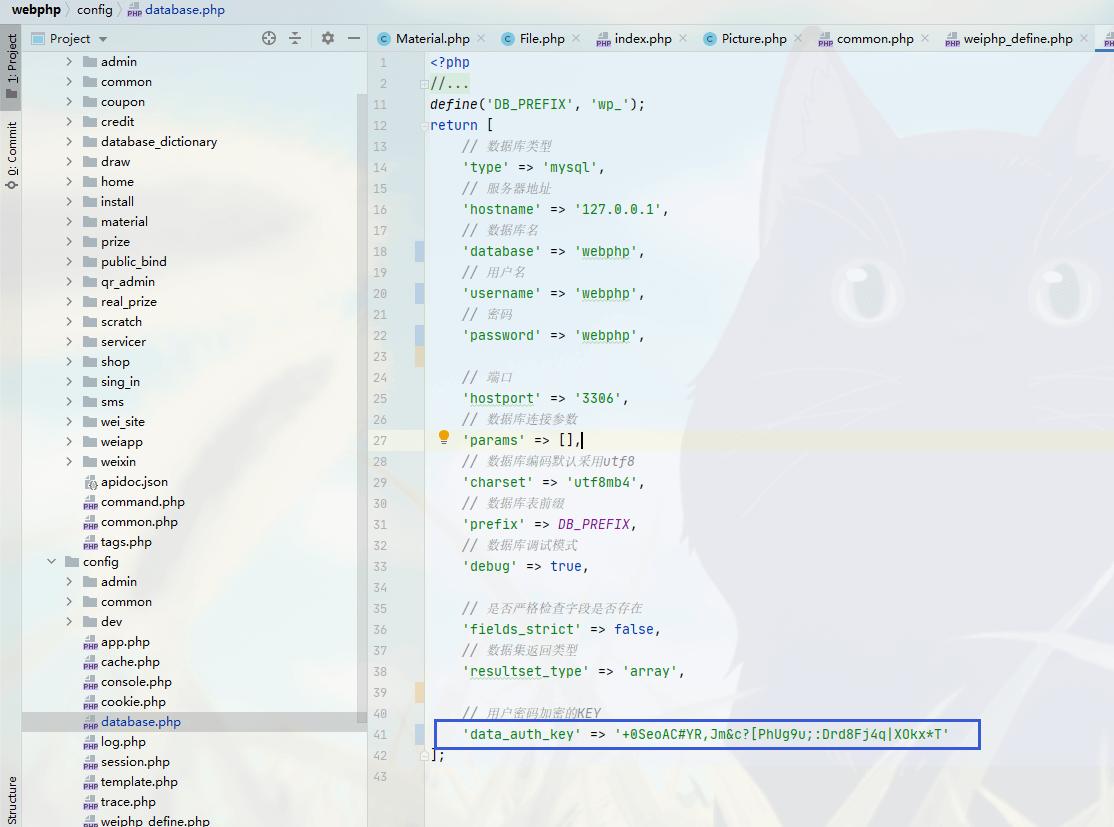 webphp config database.php
Project
Material.php File.php index.php Picture.php common.php weiphp_define.php
1: Project
0: Commit
Structure
admin
common
coupon
credit
database_dictionary
draw
home
install
material
prize
public_bind
qr_admin
real_prize
scratch
servicer
shop
sing_in
sms
wei_site
weiapp
weixin
apidoc.json
command.php
common.php
tags.php
config
admin
common
dev
app.php
cache.php
console.php
cookie.php
database.php
log.php
session.php
template.php
trace.php
weiphp_define.php
1 <?php
2 //...
11 define('DB_PREFIX', 'wp_');
12 return [
13 // 数据库类型
14 'type' => 'mysql',
15 // 服务器地址
16 'hostname' => '127.0.0.1',
17 // 数据库名
18 'database' => 'webphp',
19 // 用户名
20 'username' => 'webphp',
21 // 密码
22 'password' => 'webphp',
23
24 // 端口
25 'hostport' => '3306',
26 // 数据库连接参数
27 'params' => [],
28 // 数据库编码默认采用utf8
29 'charset' => 'utf8mb4',
30 // 数据库表前缀
31 'prefix' => DB_PREFIX,
32 // 数据库调试模式
33 'debug' => true,
34
35 // 是否严格检查字段是否存在
36 'fields_strict' => false,
37 // 数据集返回类型
38 'resultset_type' => 'array',
39
40 // 用户密码加密的KEY
41 'data_auth_key' => '+0SeoAC#YR,Jm&c?[PhUg9u;:Drd8Fj4q|XOkx*T'
42 ];
43